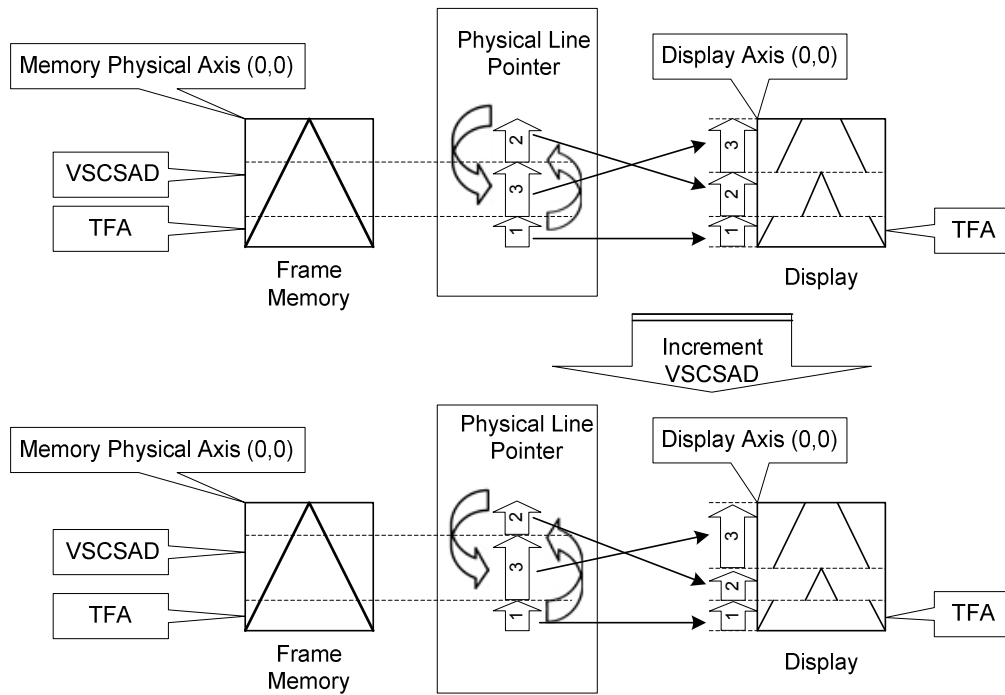 Physical Line
Pointer
Memory Physical Axis (0,0)
Display Axis (0,0)
VSCSAD
TFA
2
3
1
3
2
1
TFA
Frame
Memory
Display
Increment
VSCSAD
Physical Line
Pointer
Memory Physical Axis (0,0)
Display Axis (0,0)
VSCSAD
TFA
2
3
1
3
2
1
TFA
Frame
Memory
Display